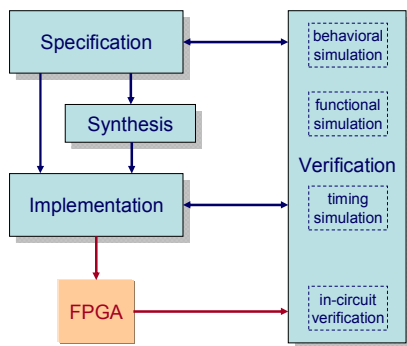 Specification
behavioral
simulation
functional
simulation
Synthesis
Verification
Implementation
timing
simulation
FPGA
in-circuit
verification